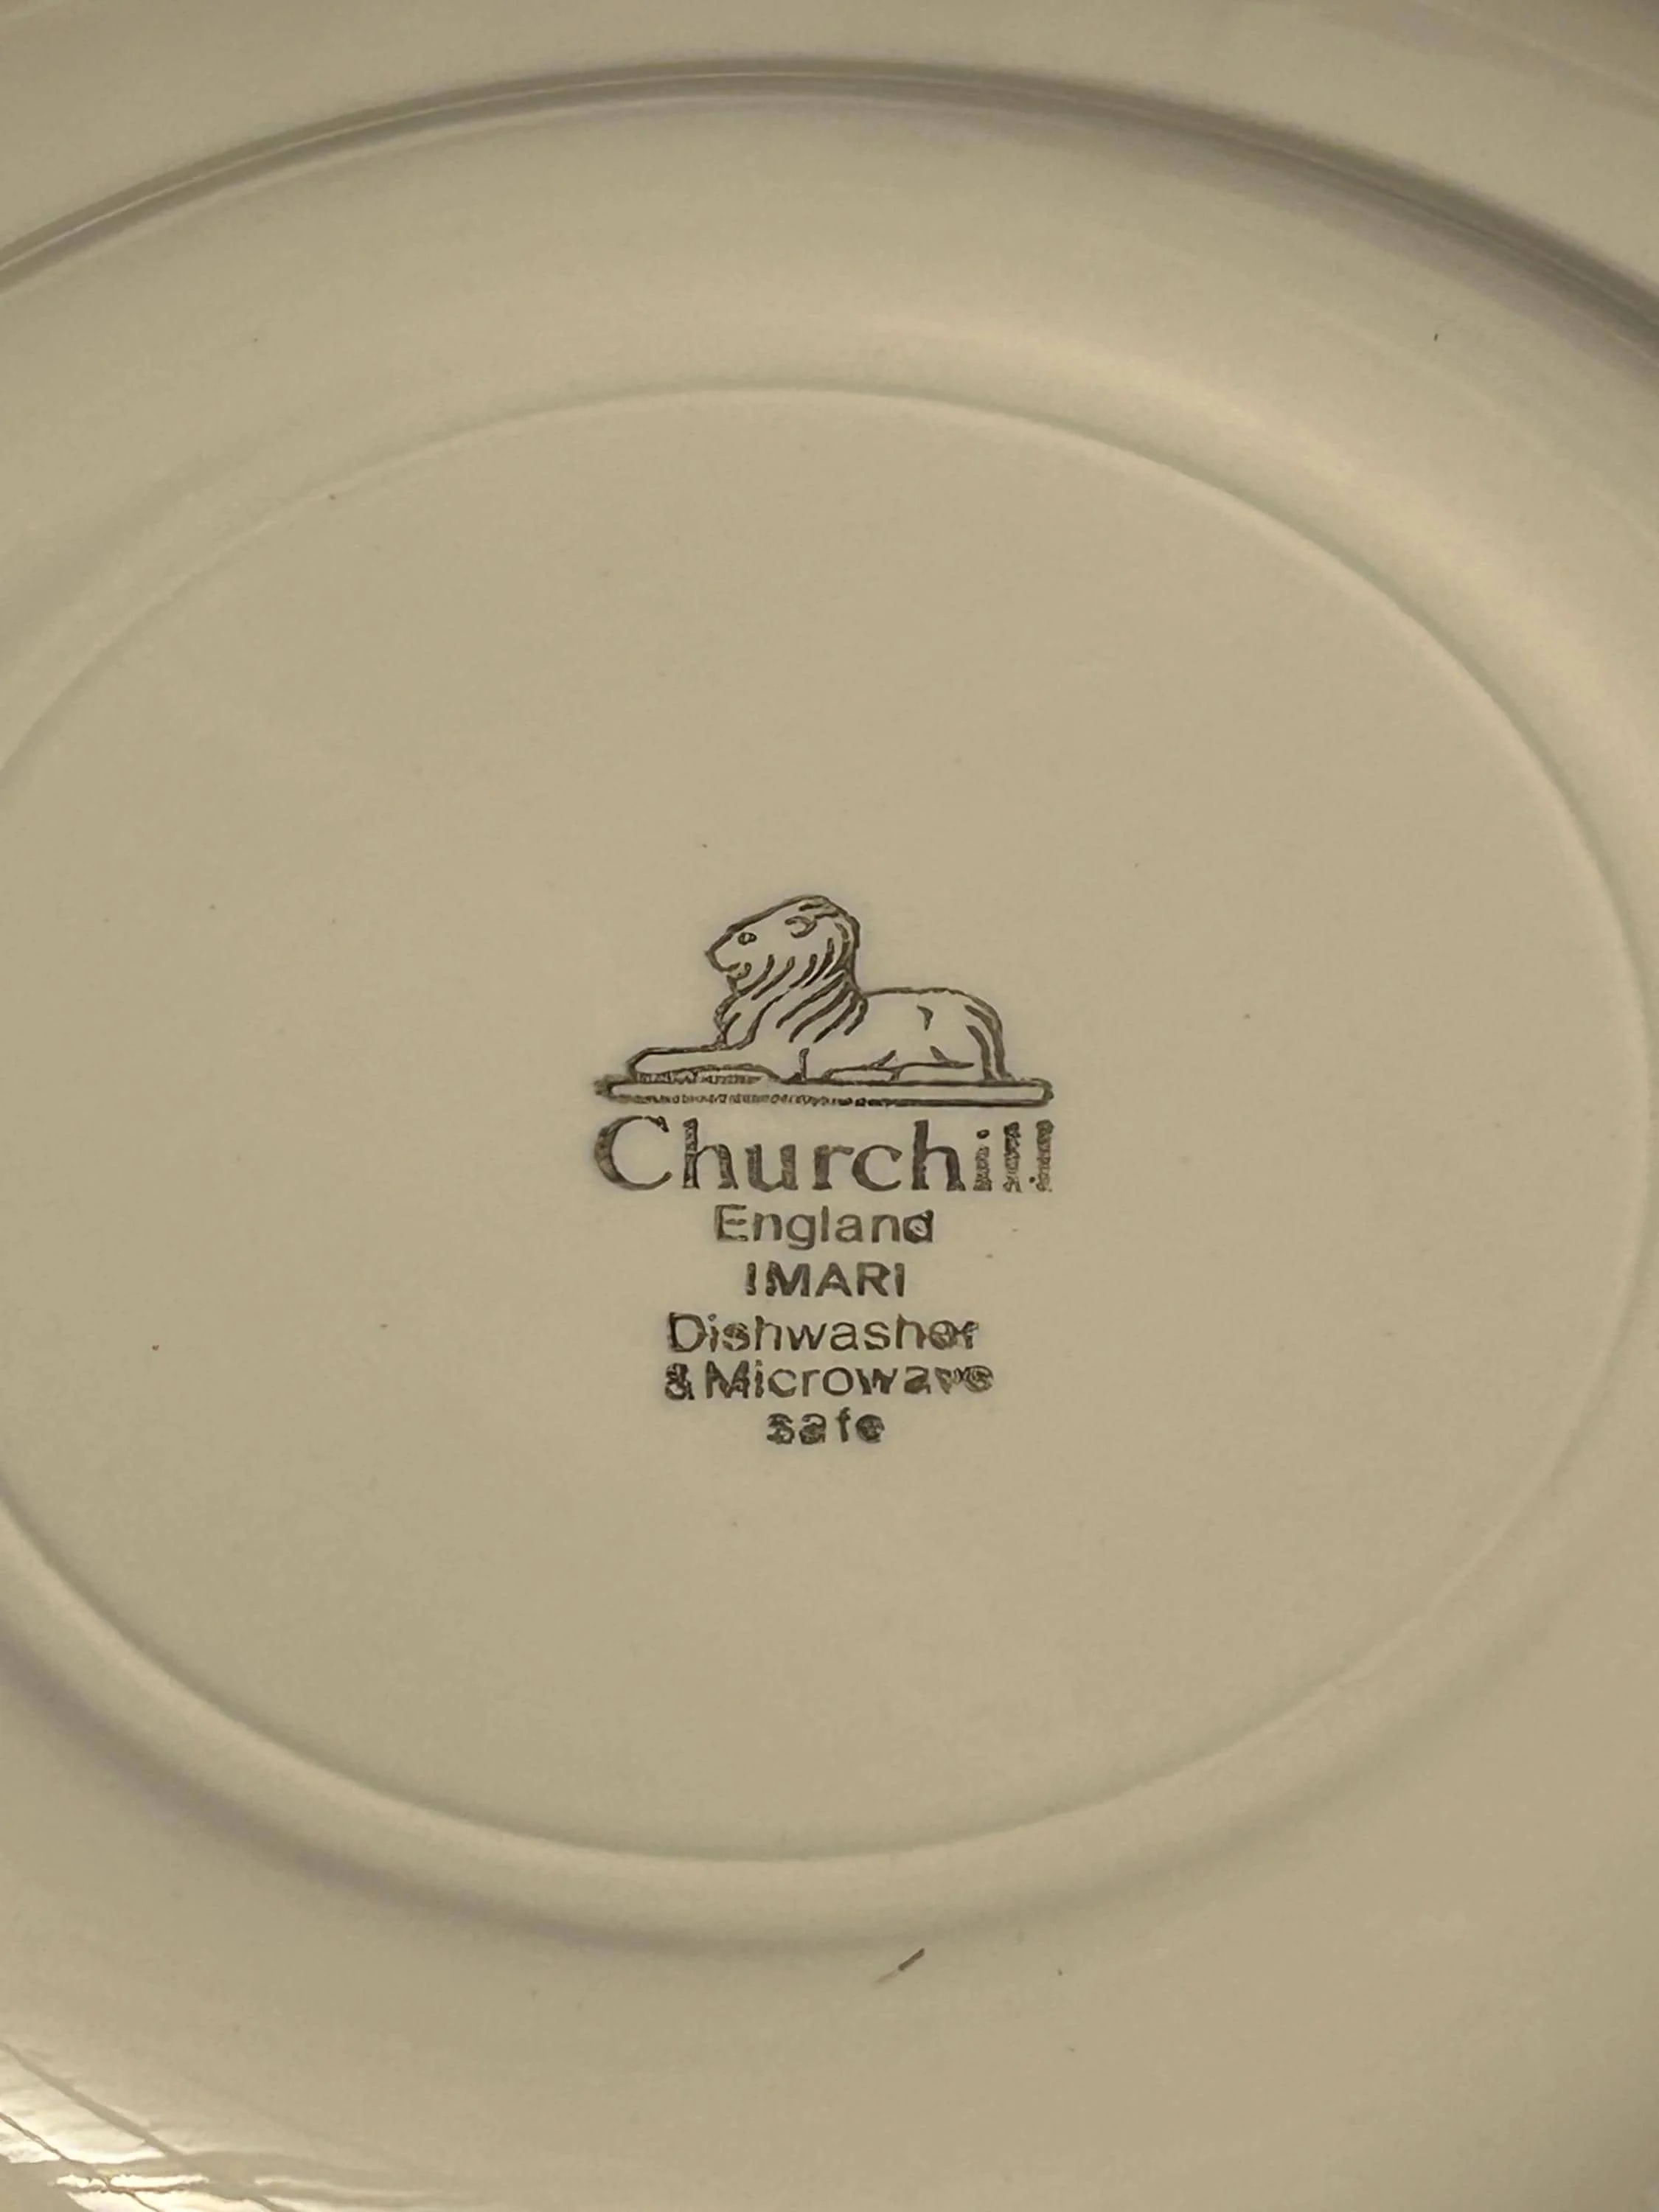 Churchill
England
IMARI
Dishwasher
& Microwave
safe